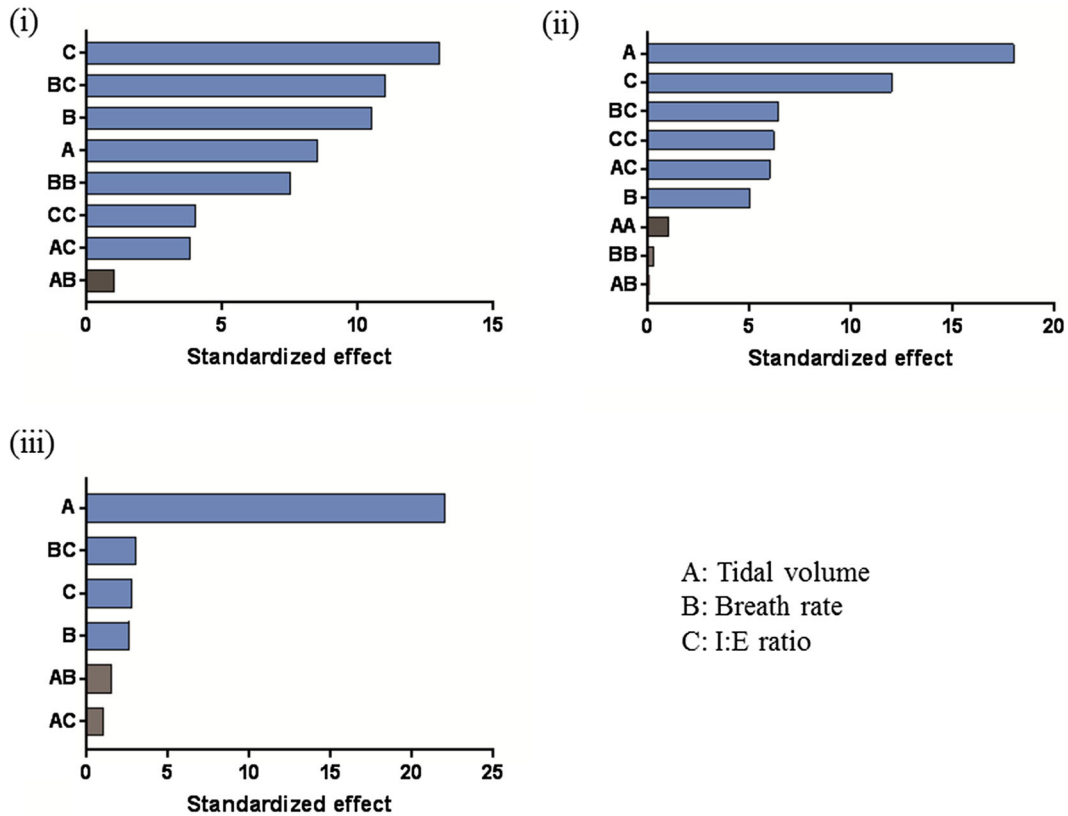 (i)
C
BC
B
A
BB
CC
AC
AB
0 5 10 15
Standardized effect
(ii)
A
C
BC
CC
AC
B
AA
BB
AB
0 5 10 15 20
Standardized effect
(iii)
A
BC
C
B
AB
AC
0 5 10 15 20 25
Standardized effect
A: Tidal volume
B: Breath rate
C: I:E ratio